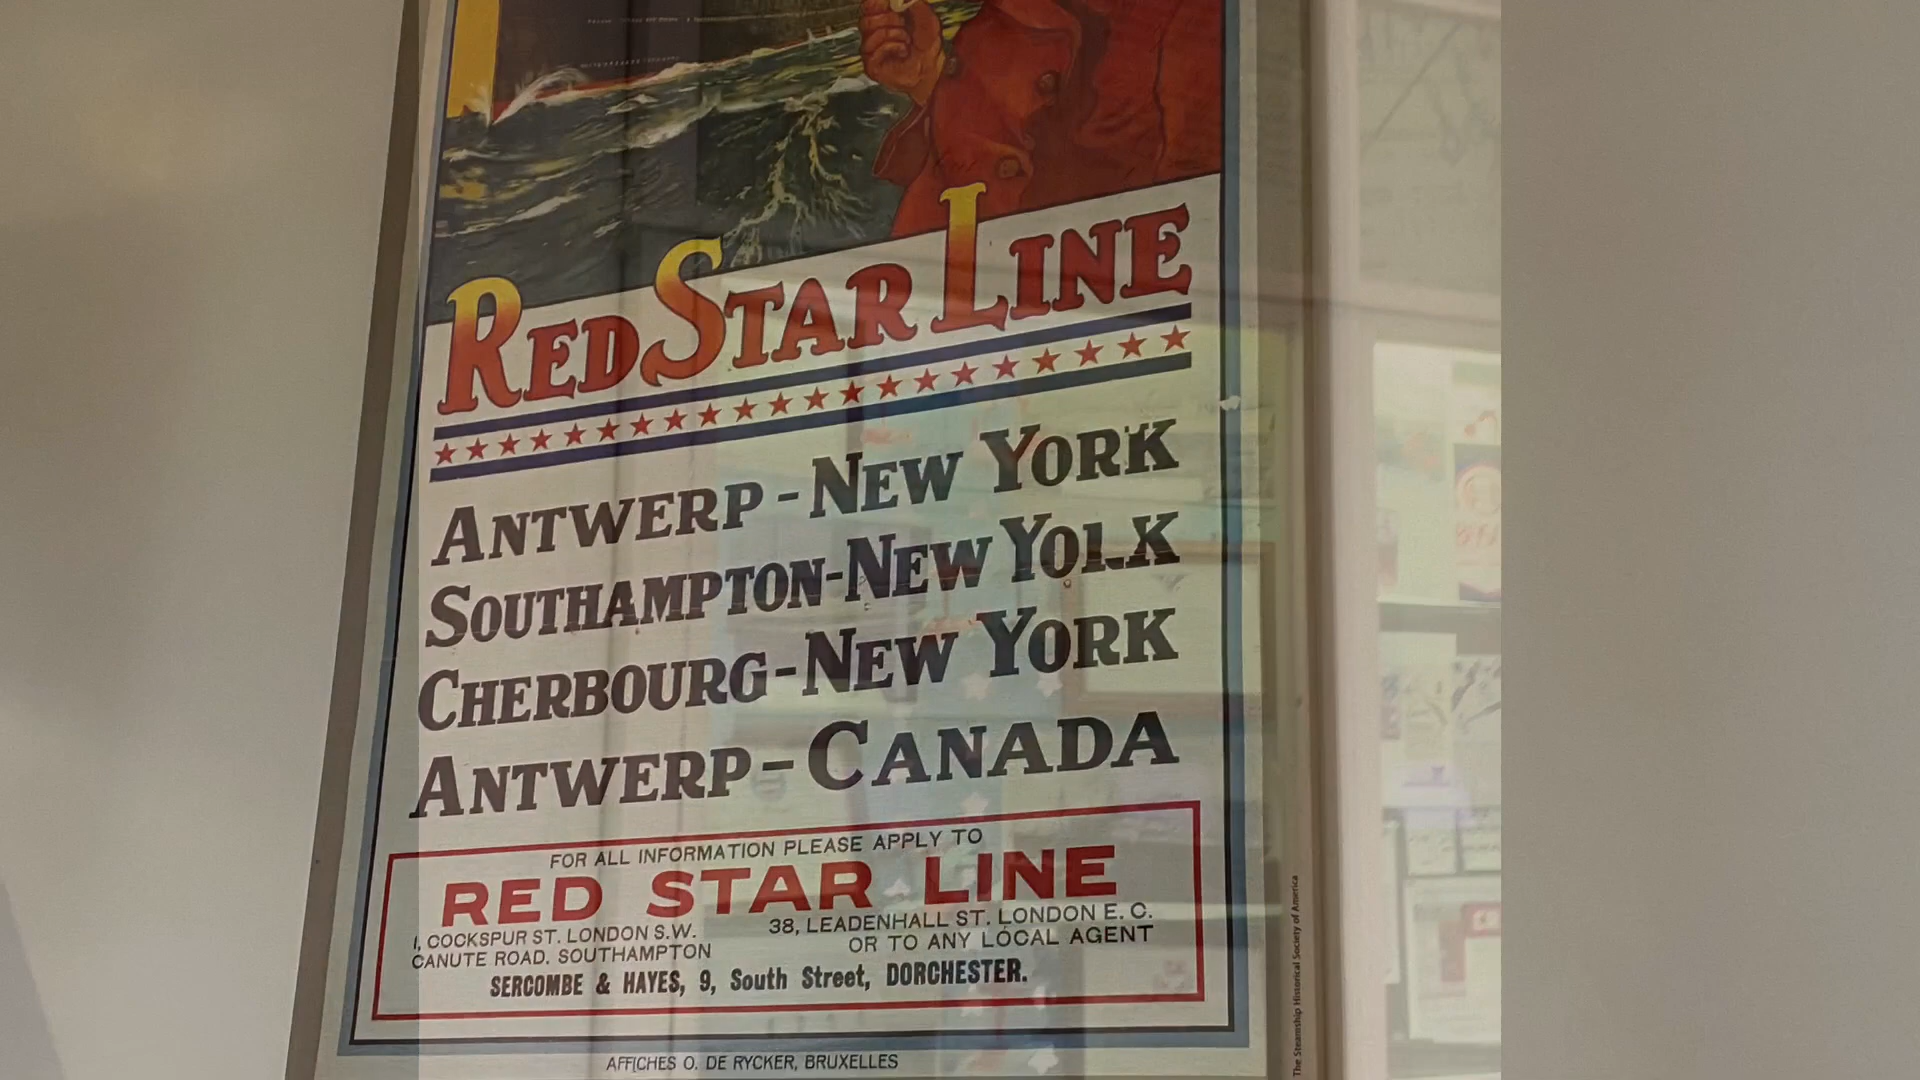 RED STAR LINE
ANTWERP - NEW YORK
SOUTHAMPTON - NEW YORK
CHERBOURG - NEW YORK
ANTWERP - CANADA
FOR ALL INFORMATION PLEASE APPLY TO
RED STAR LINE
1, COCKSPUR ST. LONDON S.W.
CANUTE ROAD. SOUTHAMPTON
38, LEADENHALL ST. LONDON E.C.
OR TO ANY LOCAL AGENT
SERCOMBE & HAYES, 9, South Street, DORCHESTER.
AFFICHES O. DE RYCKER, BRUXELLES
The Steamship Historical Society of America